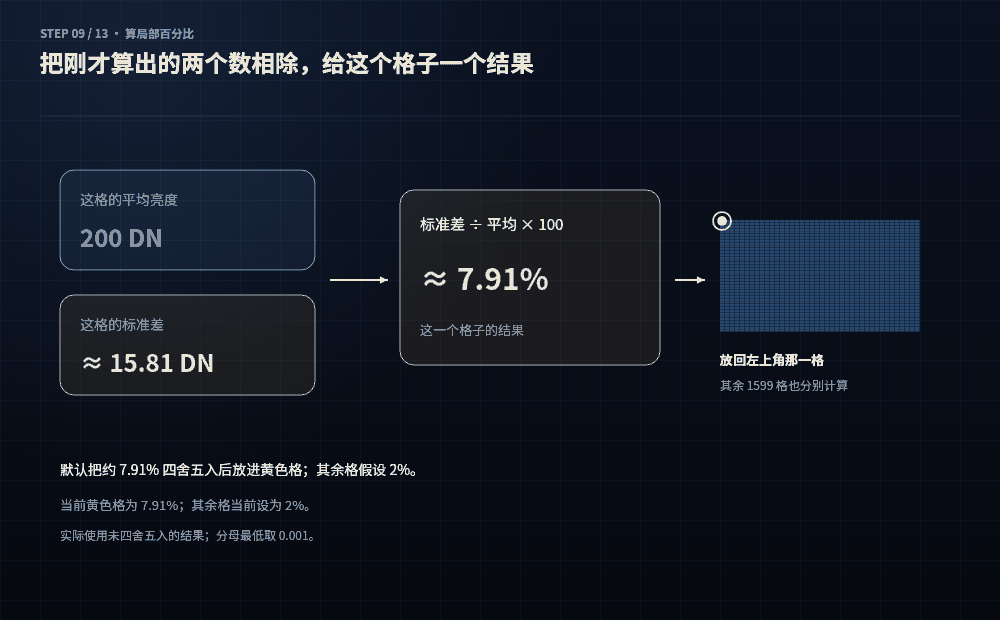 STEP 09 / 13 · 算局部百分比
把刚才算出的两个数相除，给这个格子一个结果
这格的平均亮度
200 DN
这格的标准差
≈ 15.81 DN
标准差 ÷ 平均 × 100
≈ 7.91%
这一个格子的结果
放回左上角那一格
其余 1599 格也分别计算
默认把约 7.91% 四舍五入后放进黄色格；其余格假设 2%。
当前黄色格为 7.91%；其余格当前设为 2%。
实际使用未四舍五入的结果；分母最低取 0.001。